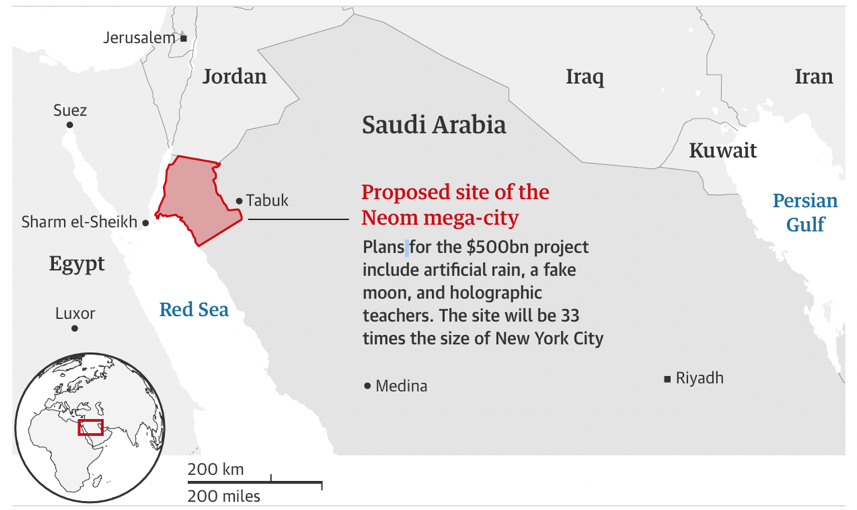 Jerusalem
Jordan
Iraq
Iran
Suez
Saudi Arabia
Kuwait
Tabuk
Proposed site of the
Neom mega-city
Persian
Gulf
Sharm el-Sheikh
Plans for the $500bn project
include artificial rain, a fake
moon, and holographic
teachers. The site will be 33
times the size of New York City
Egypt
Red Sea
Luxor
Medina
Riyadh
200 km
200 miles